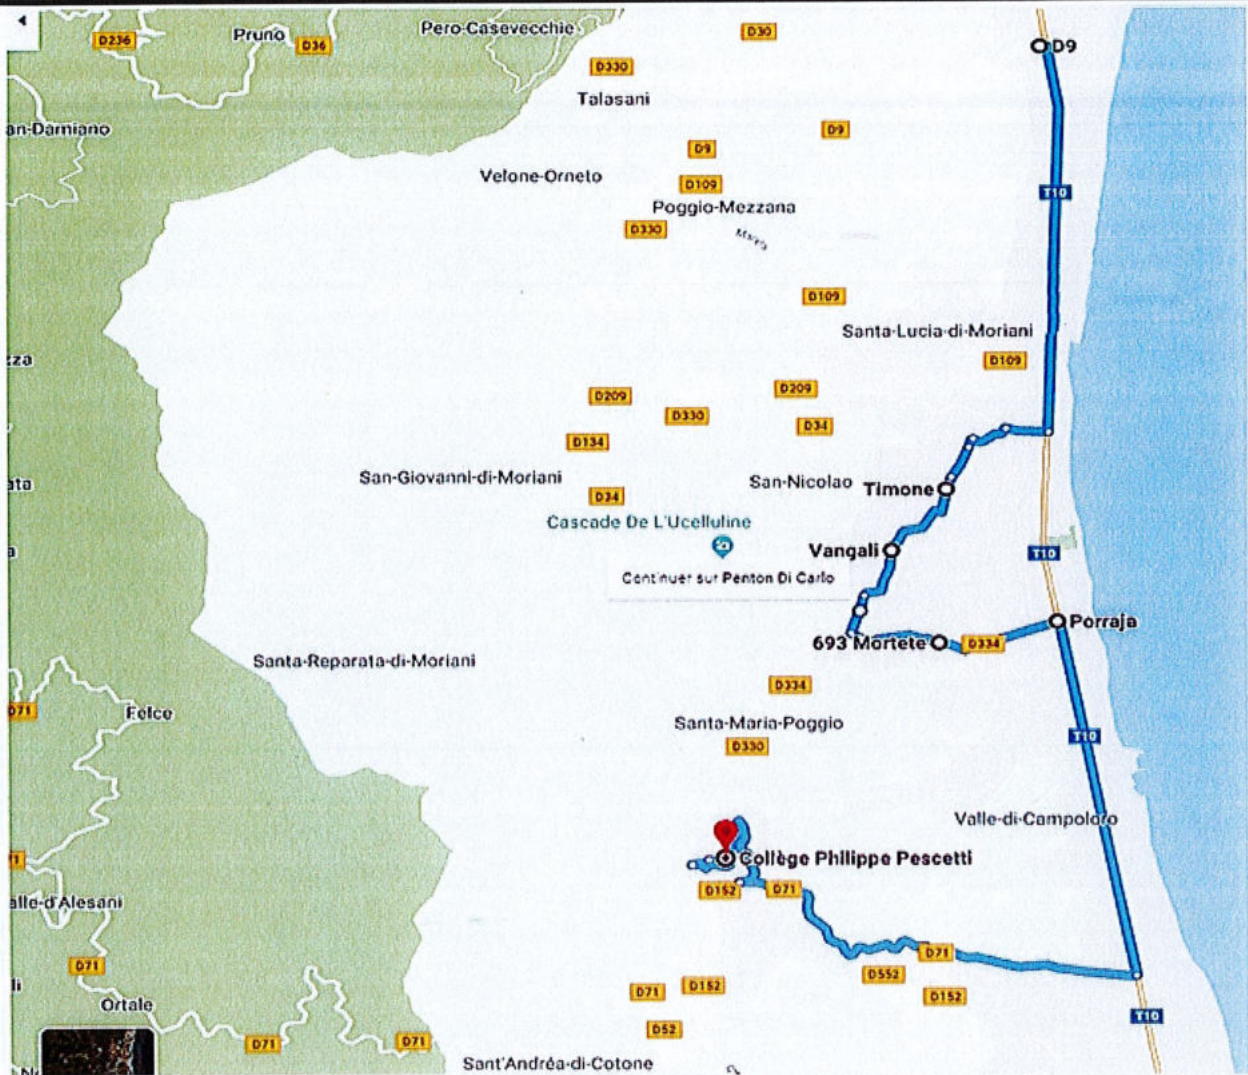 D236
Pruno
D36
Pero-Casevecchie
D30
D9
D330
Talasani
an-Damiano
D9
D9
Velone-Orneto
D109
T10
Poggio-Mezzana
D330
D109
Santa-Lucia-di-Moriani
zza
D109
D209
D209
D330
D34
D134
San-Giovanni-di-Moriani
San-Nicolao
Timone
ata
D34
Cascade De L'Ucelluline
Vangali
T10
a
Continuer sur Penton Di Carlo
Porraja
693 Mortete
D334
Santa-Reparata-di-Moriani
D334
D71
Felce
Santa-Maria-Poggio
D330
T10
Valle-di-Campoloro
71
Collège Philippe Pescetti
D152
D71
alle-d'Alesani
D71
D71
D552
li
D71
D152
D152
Ortale
T10
D52
D71
D71
Sant'Andréa-di-Cotone